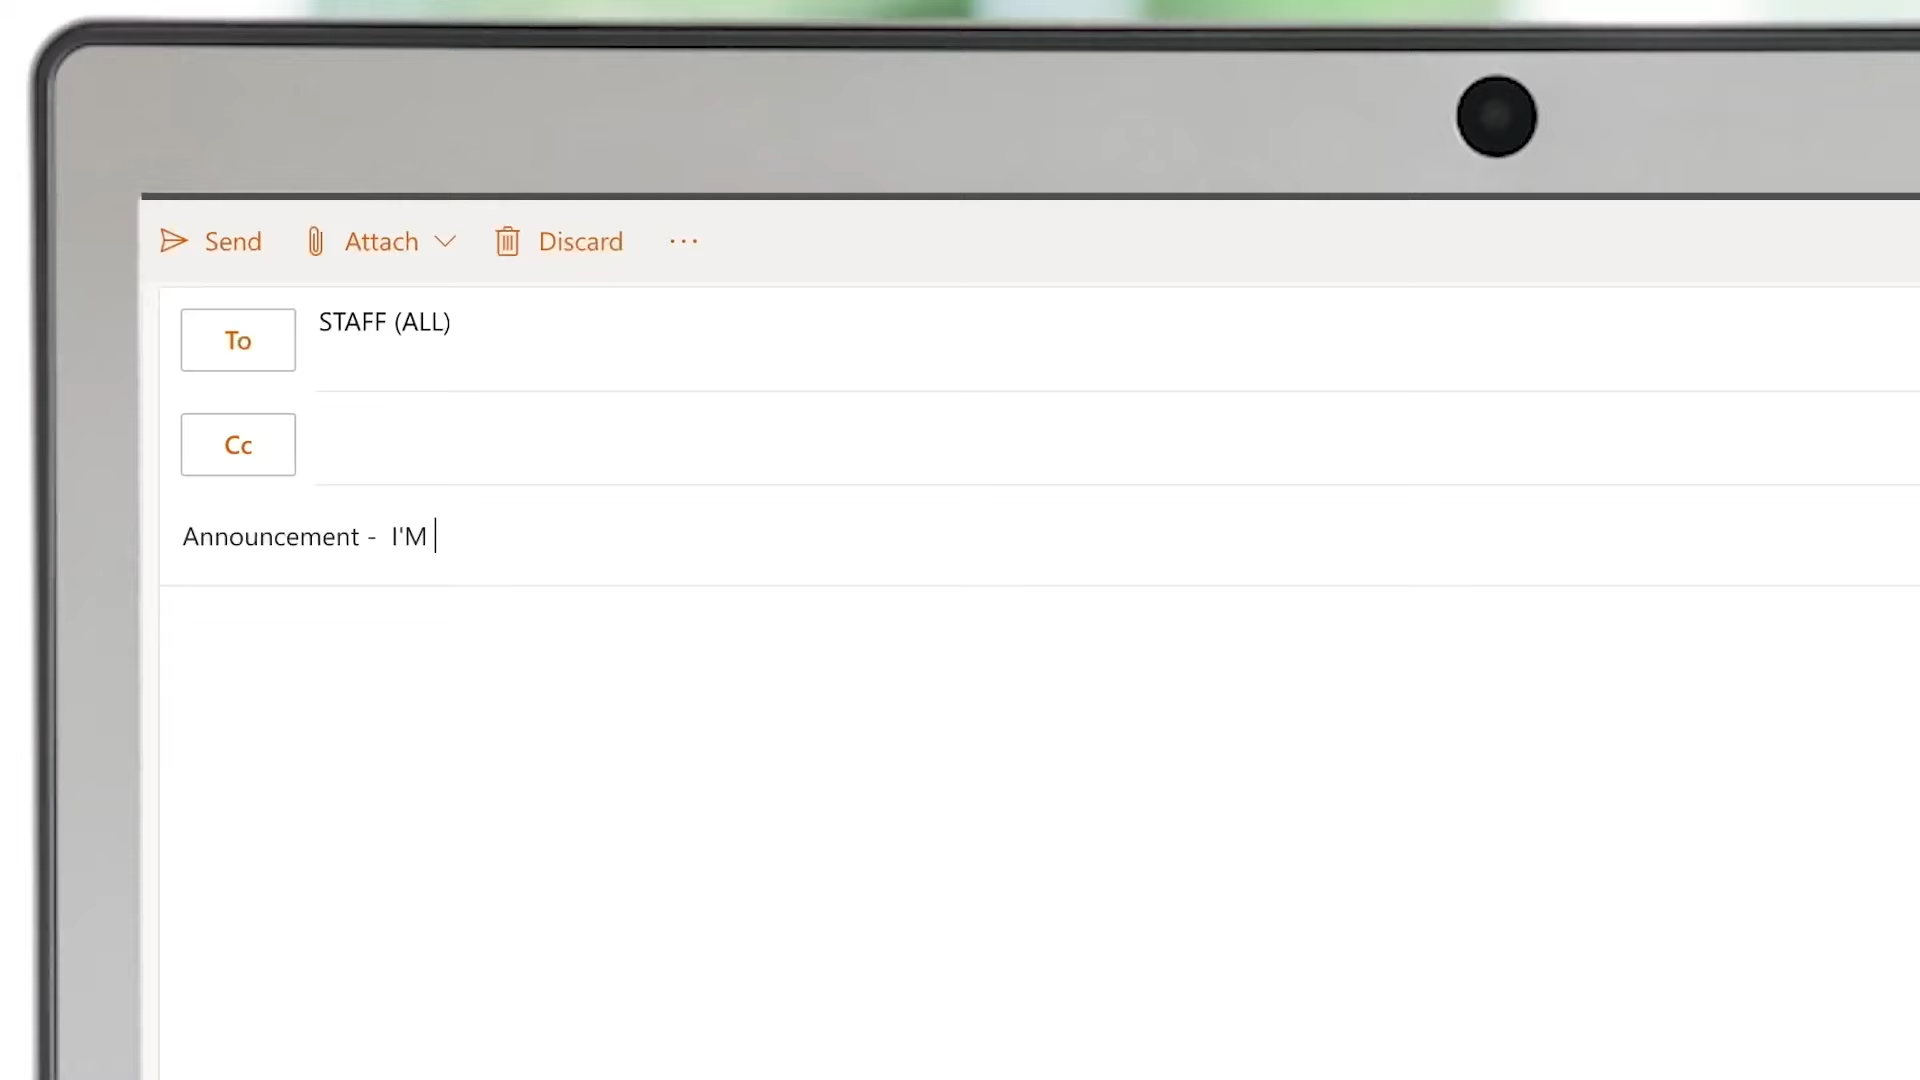 Send Attach Discard ...
To STAFF (ALL)
Cc
Announcement -  I'M